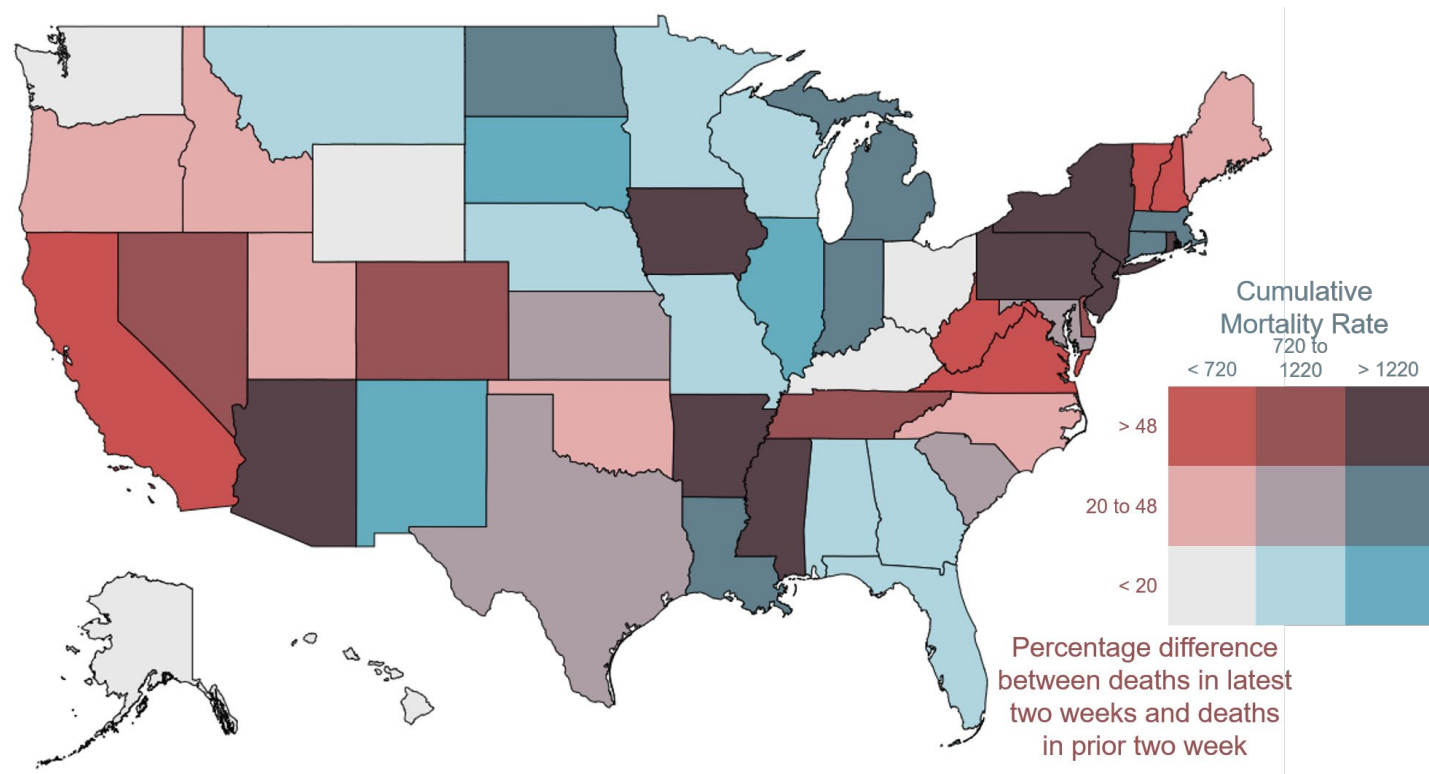 Cumulative
Mortality Rate
720 to
< 720 1220 > 1220
> 48
20 to 48
< 20
Percentage difference
between deaths in latest
two weeks and deaths
in prior two week